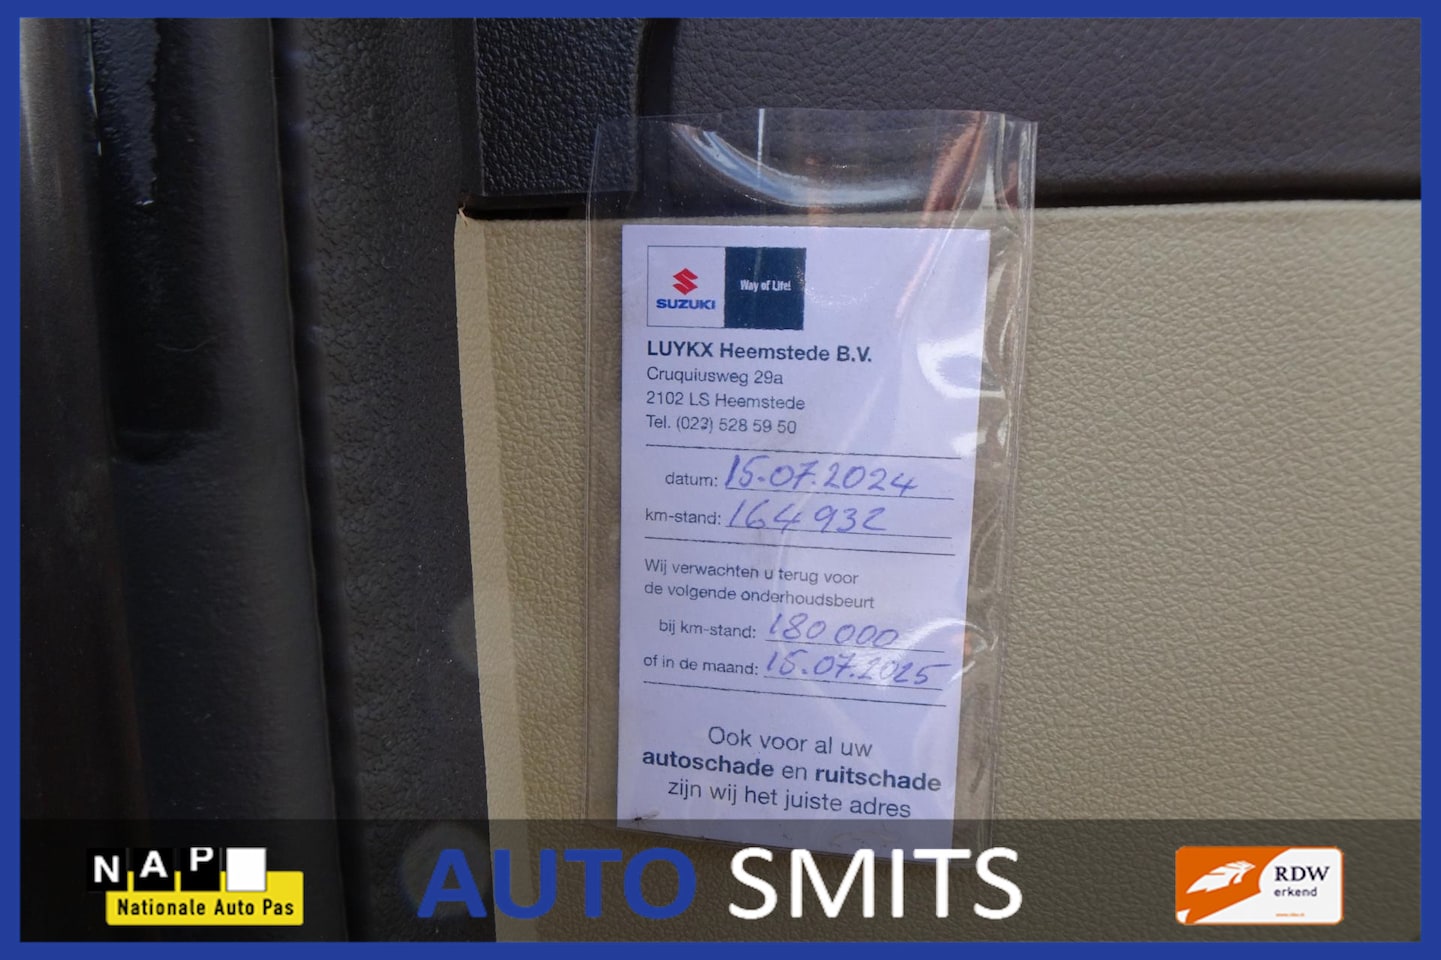 SUZUKI
Way of Life!
LUYKX Heemstede B.V.
Cruquiusweg 29a
2102 LS Heemstede
Tel. (023) 528 59 50
datum: 15.07.2024
km-stand: 164 932
Wij verwachten u terug voor
de volgende onderhoudsbeurt
bij km-stand: 180 000
of in de maand: 15.07.2025
Ook voor al uw
autoschade en ruitschade
zijn wij het juiste adres
NAP
Nationale Auto Pas
AUTO SMITS
RDW
erkend